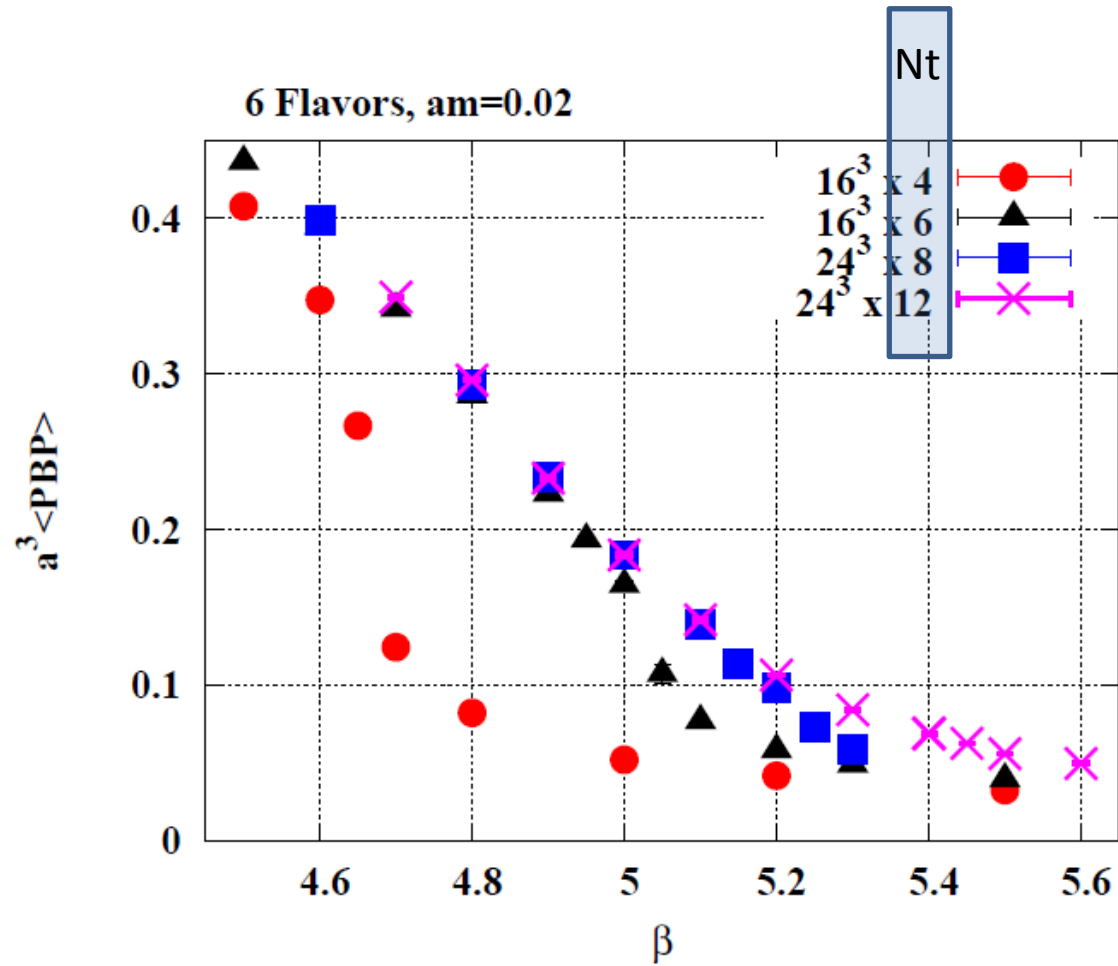 Nt
6 Flavors, am=0.02
16³ x 4
16³ x 6
24³ x 8
24³ x 12
0.4
0.3
0.2
0.1
0
a³<PBP>
4.6 4.8 5 5.2 5.4 5.6
β